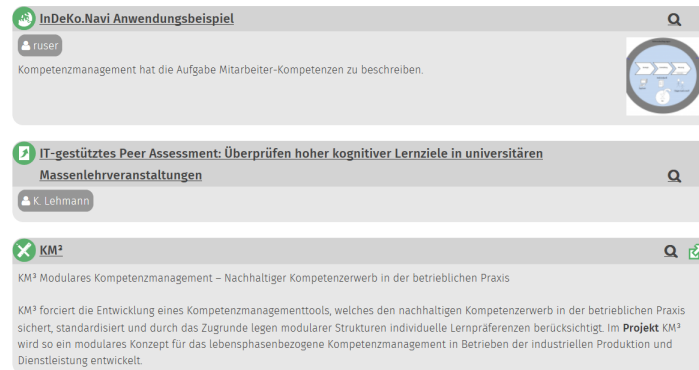 InDeKo.Navi Anwendungsbeispiel
ruser
Kompetenzmanagement hat die Aufgabe Mitarbeiter-Kompetenzen zu beschreiben.
IT-gestütztes Peer Assessment: Überprüfen hoher kognitiver Lernziele in universitären
Massenlehrveranstaltungen
K. Lehmann
KM³
KM³ Modulares Kompetenzmanagement – Nachhaltiger Kompetenzerwerb in der betrieblichen Praxis
KM³ forciert die Entwicklung eines Kompetenzmanagementtools, welches den nachhaltigen Kompetenzerwerb in der betrieblichen Praxis
sichert, standardisiert und durch das Zugrunde legen modularer Strukturen individuelle Lernpräferenzen berücksichtigt. Im Projekt KM³
wird so ein modulares Konzept für das lebensphasenbezogene Kompetenzmanagement in Betrieben der industriellen Produktion und
Dienstleistung entwickelt.